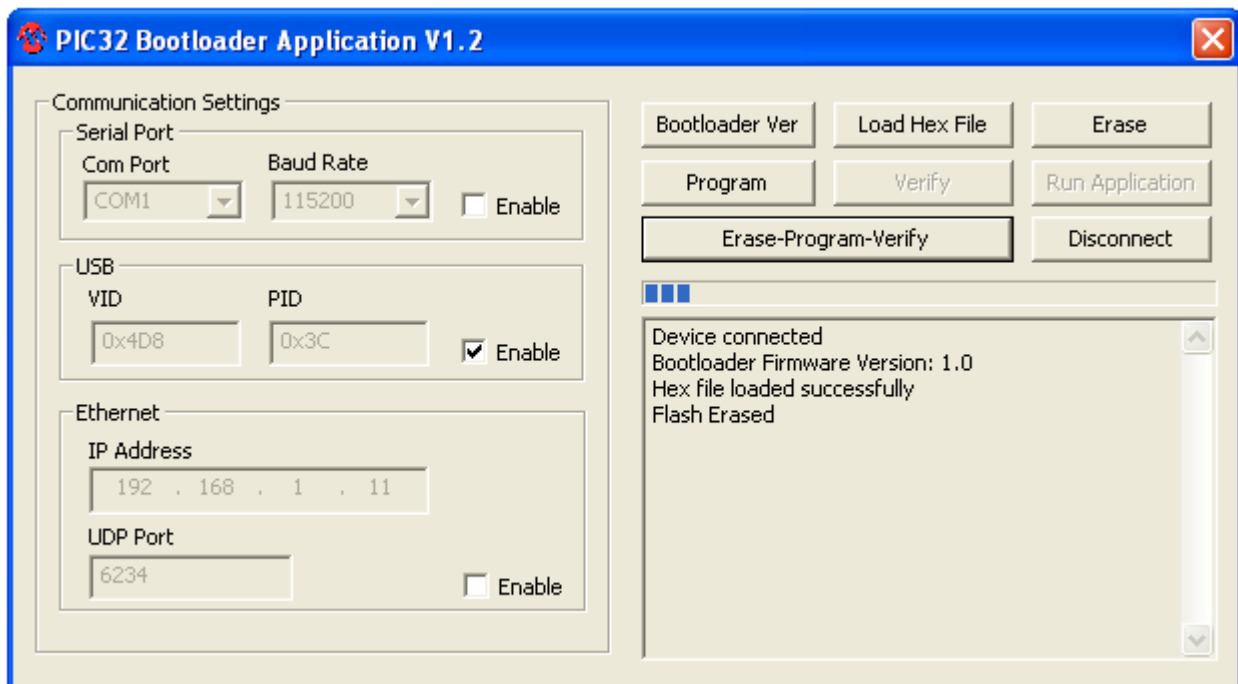 PIC32 Bootloader Application V1.2
Communication Settings
Serial Port
Com Port Baud Rate
COM1 115200 Enable
USB
VID PID
0x4D8 0x3C Enable
Ethernet
IP Address
192 . 168 . 1 . 11
UDP Port
6234 Enable
Bootloader Ver Load Hex File Erase
Program Verify Run Application
Erase-Program-Verify Disconnect
Device connected
Bootloader Firmware Version: 1.0
Hex file loaded successfully
Flash Erased